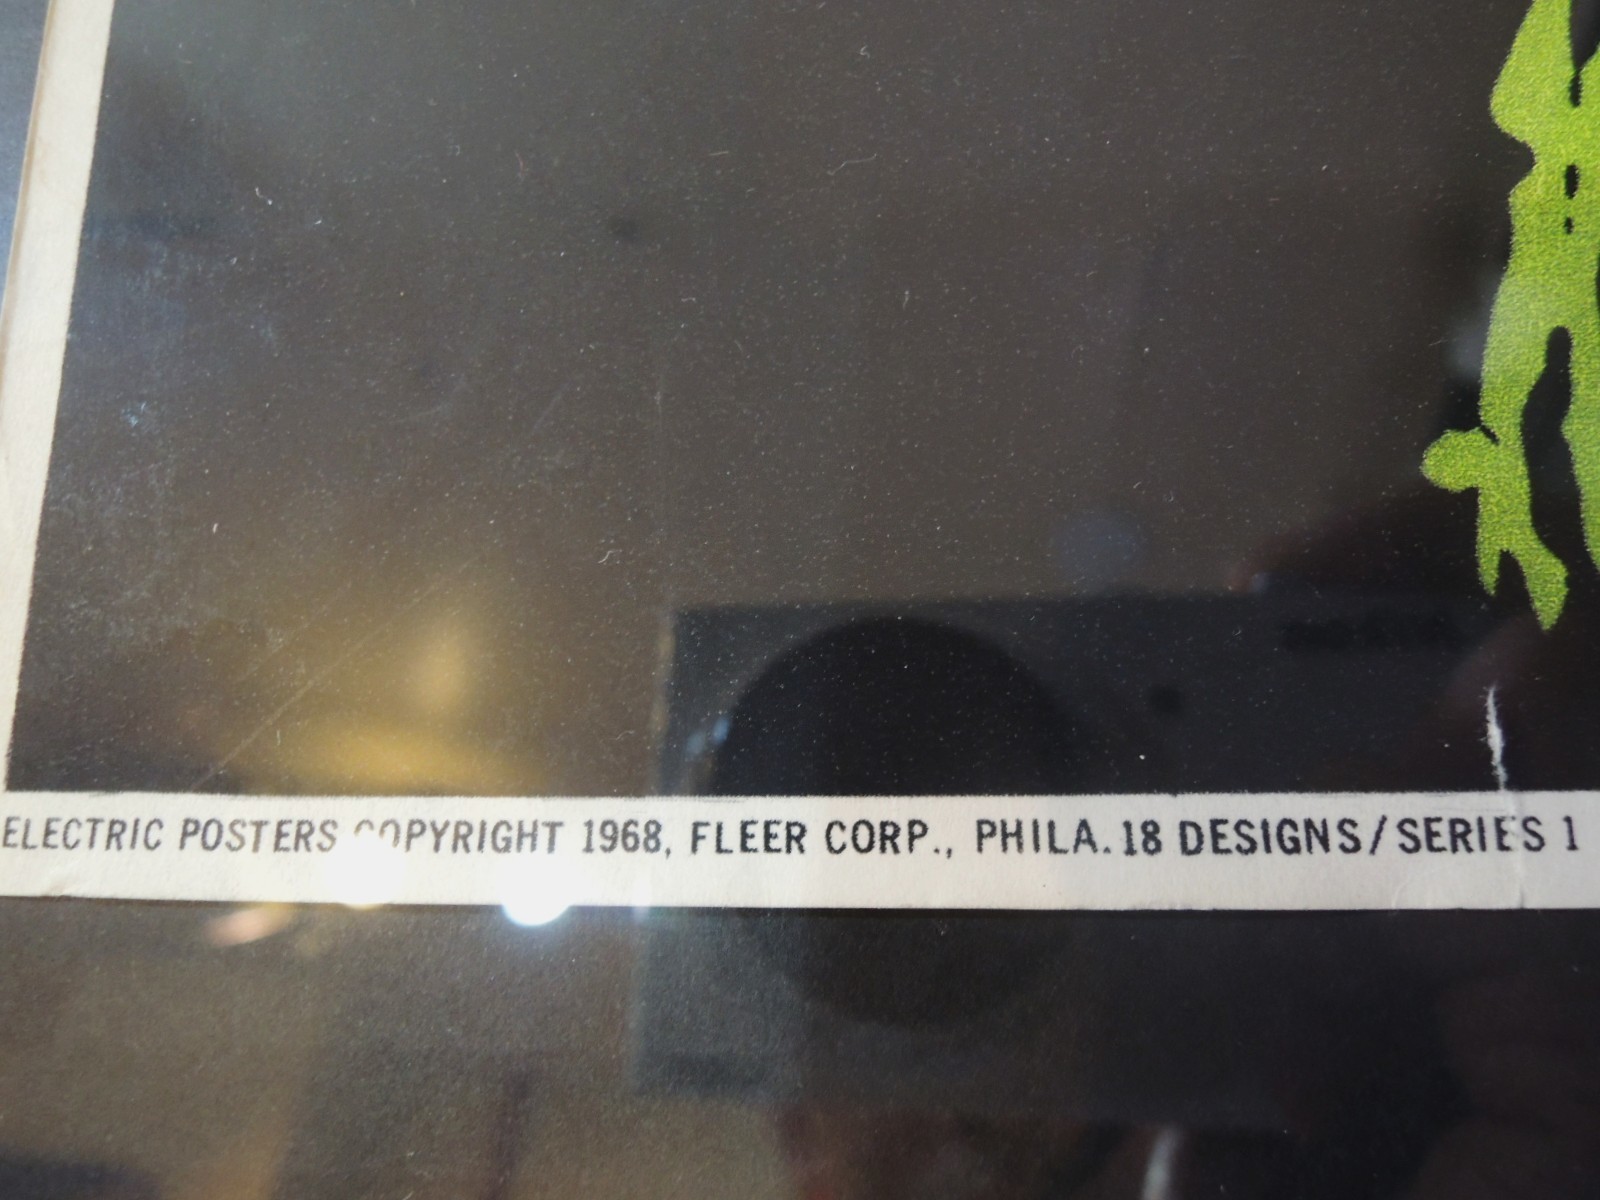 ELECTRIC POSTERS COPYRIGHT 1968, FLEER CORP., PHILA. 18 DESIGNS/SERIES 1